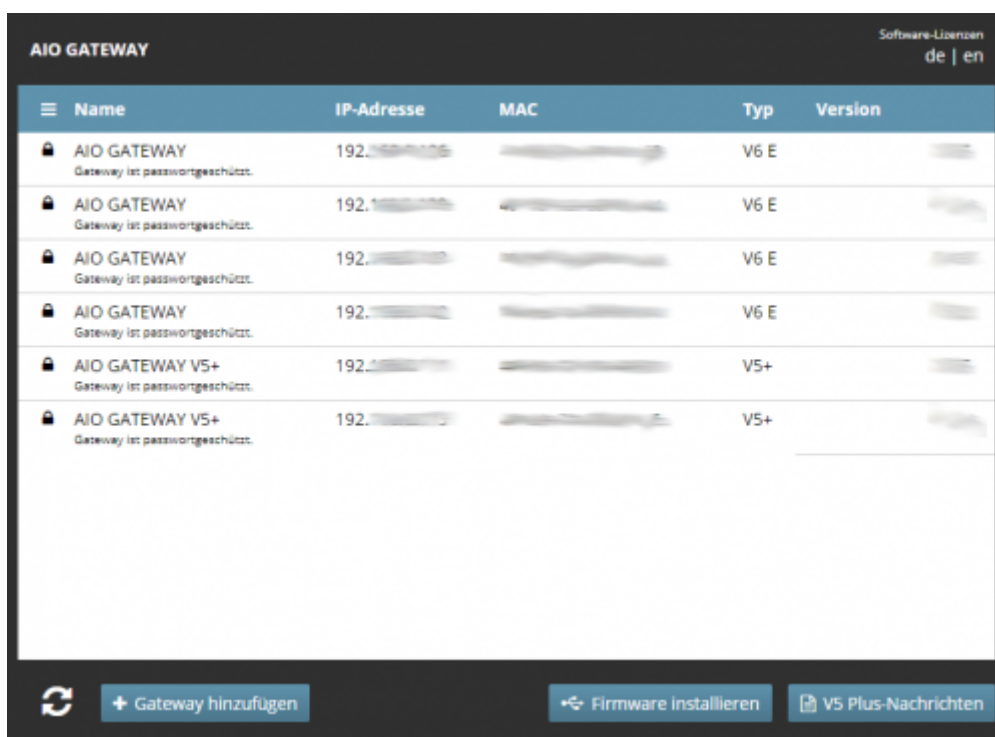 AIO GATEWAY
Software-Lizenzen
de | en
Name IP-Adresse MAC Typ Version
AIO GATEWAY 192. V6 E
Gateway ist passwortgeschützt.
AIO GATEWAY 192. V6 E
Gateway ist passwortgeschützt.
AIO GATEWAY 192. V6 E
Gateway ist passwortgeschützt.
AIO GATEWAY 192. V6 E
Gateway ist passwortgeschützt.
AIO GATEWAY V5+ 192. V5+
Gateway ist passwortgeschützt.
AIO GATEWAY V5+ 192. V5+
Gateway ist passwortgeschützt.
+ Gateway hinzufügen Firmware installieren V5 Plus-Nachrichten